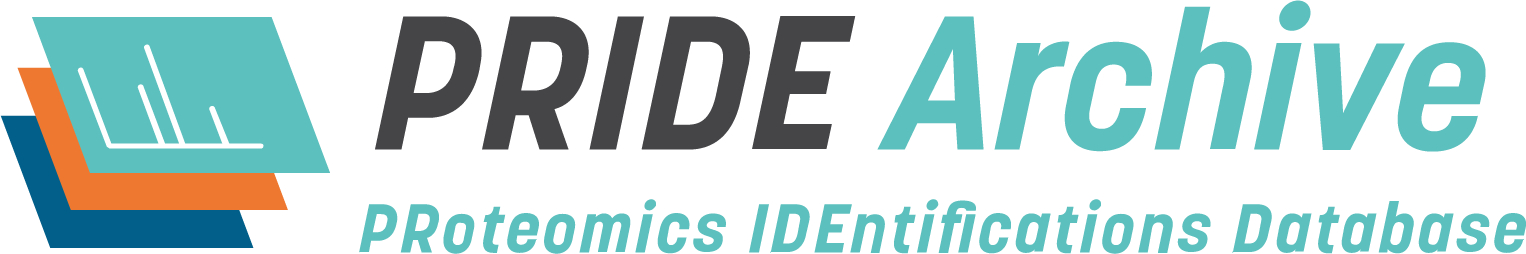 PRIDE Archive
PRoteomics IDEntifications Database